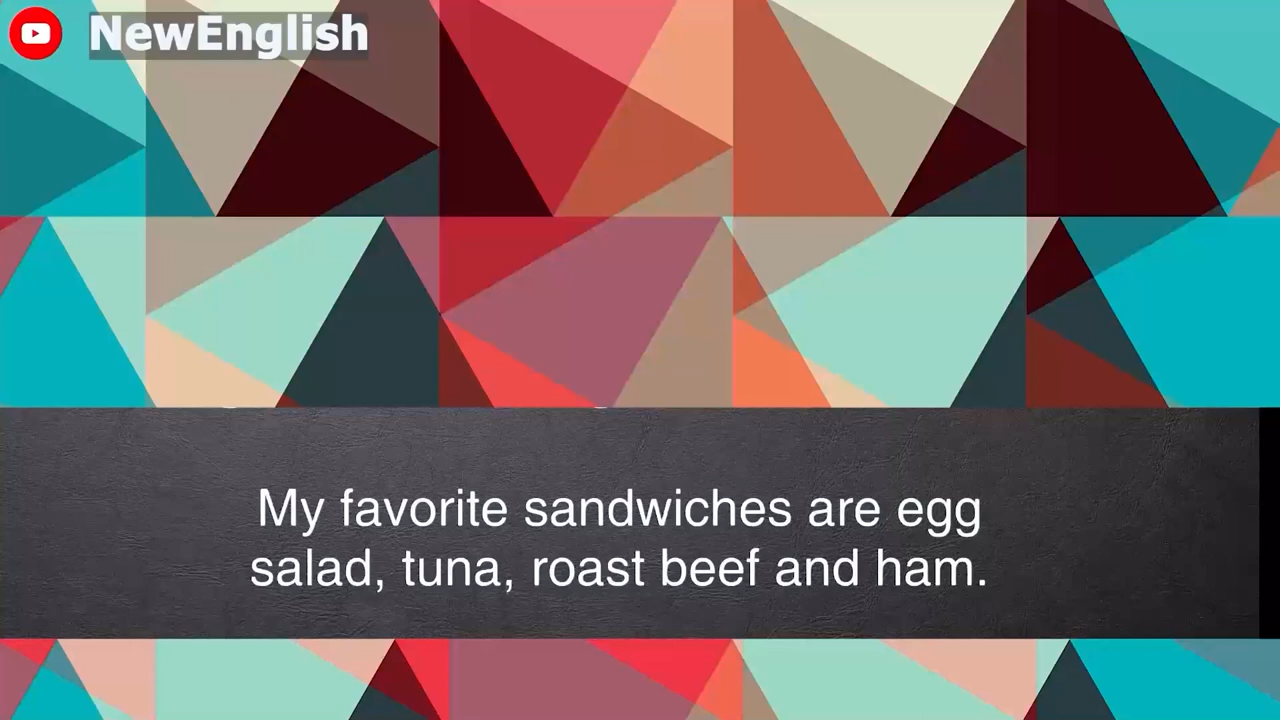 NewEnglish
My favorite sandwiches are egg
salad, tuna, roast beef and ham.